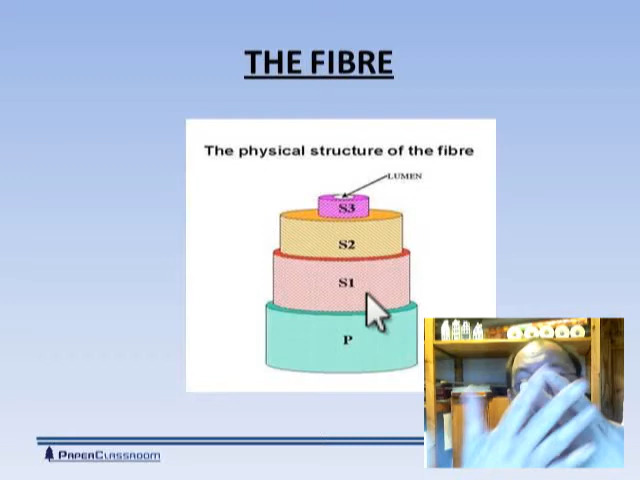 THE FIBRE
The physical structure of the fibre
LUMEN
S3
S2
S1
P
PAPERCLASSROOM